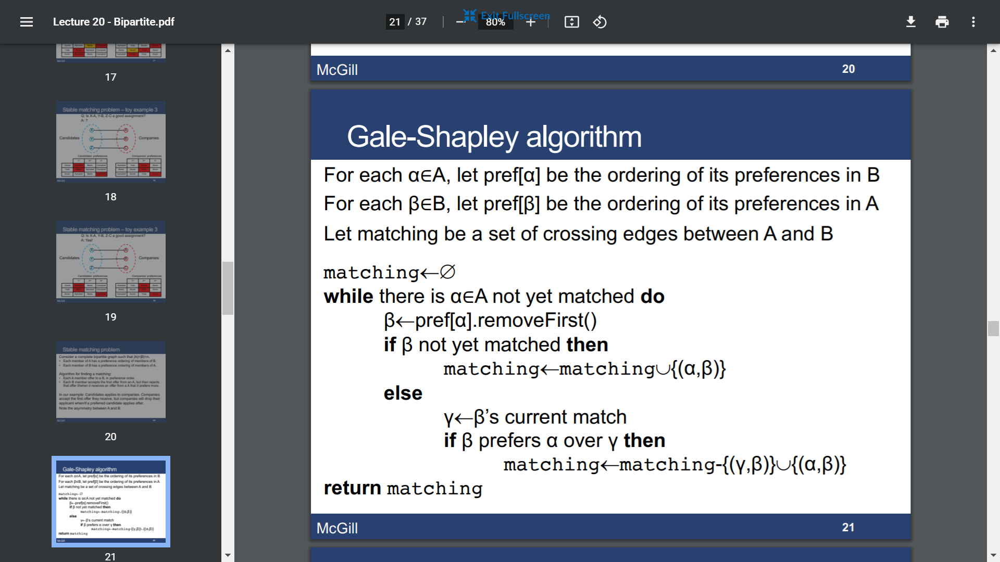 Lecture 20 - Bipartite.pdf
21 / 37
80%
Exit Fullscreen
17
Stable matching problem – toy example 3
Q: Is X-A, Y-B, Z-C a good assignment?
A: ?
Candidates
Companies
Candidates' preferences
Companies' preferences
McGill
18
Stable matching problem – toy example 3
Q: Is X-A, Y-B, Z-C a good assignment?
A: Yes!
Candidates
Companies
Candidates' preferences
Companies' preferences
McGill
19
Stable matching problem
Consider a complete bipartite graph such that |A|=|B|=n.
• Each member of A has a preference ordering of members of B.
• Each member of B has a preference ordering of members of A.
Algorithm for finding a matching:
• Each A member offer to a B, in preference order.
• Each B member accepts the first offer from an A, but then rejects
that offer if/when it receives an offer from a A that it prefers more.
In our example: Candidates applies to companies. Companies
accept the first offer they receive, but companies will drop their
applicant when/if a preferred candidate applies after.
Note the asymmetry between A and B.
McGill
20
Gale-Shapley algorithm
For each α∈A, let pref[α] be the ordering of its preferences in B
For each β∈B, let pref[β] be the ordering of its preferences in A
Let matching be a set of crossing edges between A and B
matching←∅
while there is α∈A not yet matched do
β←pref[α].removeFirst()
if β not yet matched then
matching←matching∪{(α,β)}
else
γ←β's current match
if β prefers α over γ then
matching←matching-{(γ,β)}∪{(α,β)}
return matching
McGill
21
McGill
20
Gale-Shapley algorithm
For each α∈A, let pref[α] be the ordering of its preferences in B
For each β∈B, let pref[β] be the ordering of its preferences in A
Let matching be a set of crossing edges between A and B
matching←∅
while there is α∈A not yet matched do
β←pref[α].removeFirst()
if β not yet matched then
matching←matching∪{(α,β)}
else
γ←β’s current match
if β prefers α over γ then
matching←matching-{(γ,β)}∪{(α,β)}
return matching
McGill
21